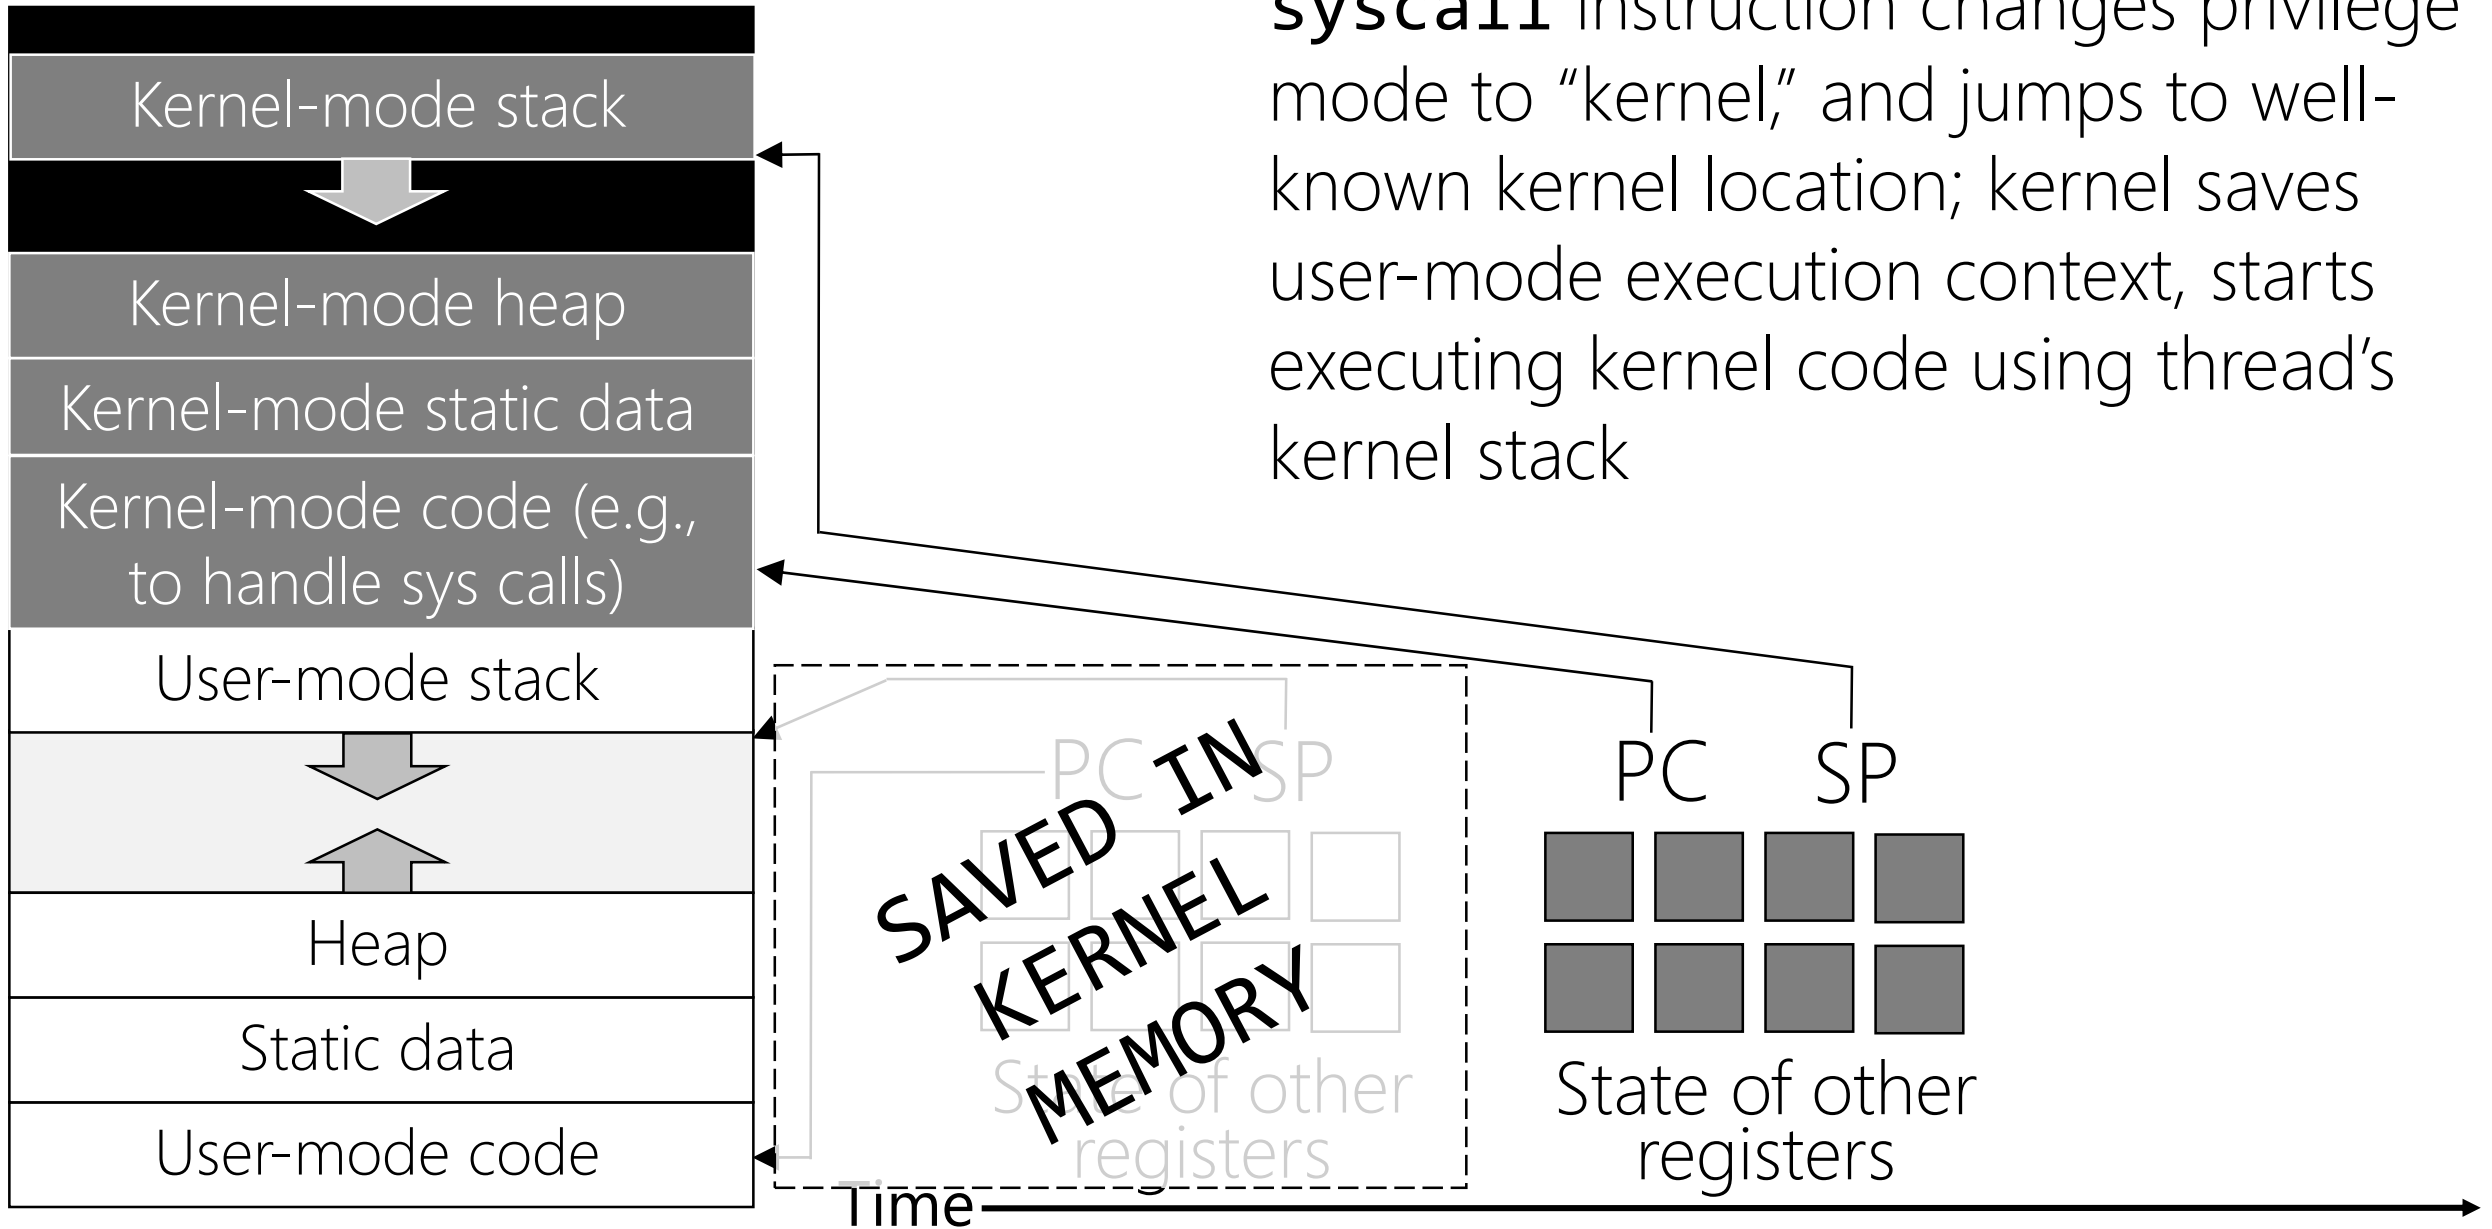 syscall instruction changes privilege
mode to “kernel,” and jumps to well-
known kernel location; kernel saves
user-mode execution context, starts
executing kernel code using thread’s
kernel stack
Kernel-mode stack
Kernel-mode heap
Kernel-mode static data
Kernel-mode code (e.g.,
to handle sys calls)
User-mode stack
Heap
Static data
User-mode code
PC SP
State of other
registers
SAVED IN
KERNEL
MEMORY
PC SP
State of other
registers
Time